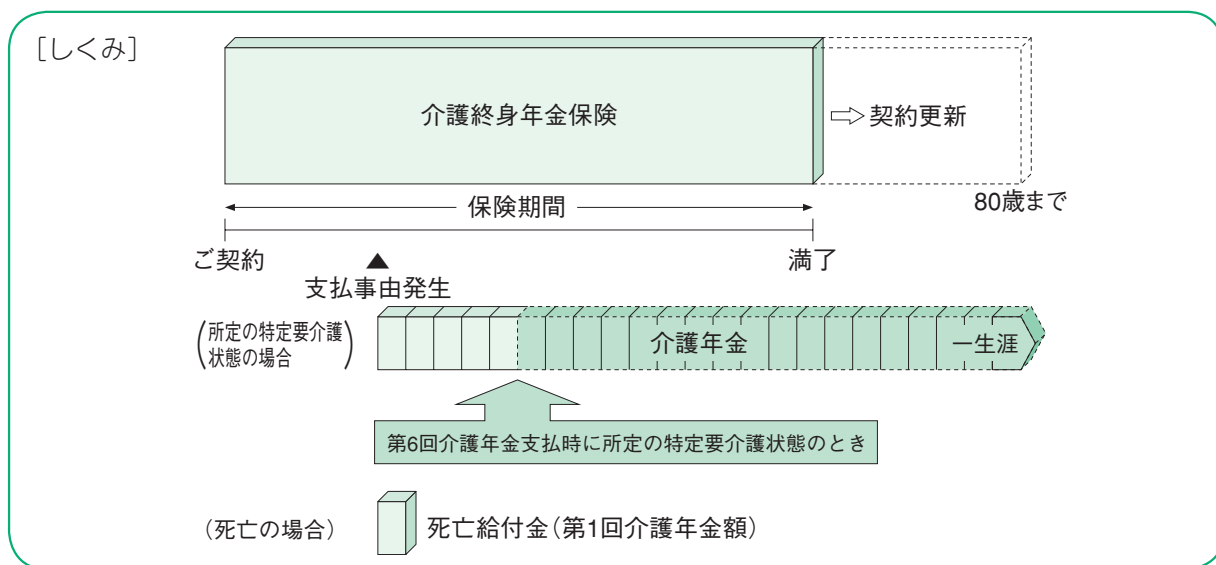 ［しくみ］
介護終身年金保険
⇨契約更新
保険期間
80歳まで
ご契約
満了
▲
支払事由発生
（所定の特定要介護
状態の場合）
介護年金
一生涯
第6回介護年金支払時に所定の特定要介護状態のとき
（死亡の場合）
死亡給付金（第1回介護年金額）